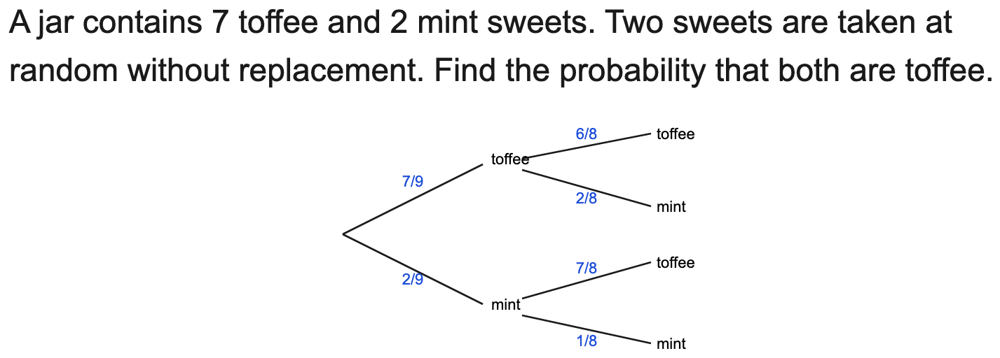 A jar contains 7 toffee and 2 mint sweets. Two sweets are taken at
random without replacement. Find the probability that both are toffee.
6/8
toffee
toffee
7/9
2/8
mint
toffee
7/8
2/9
mint
1/8
mint